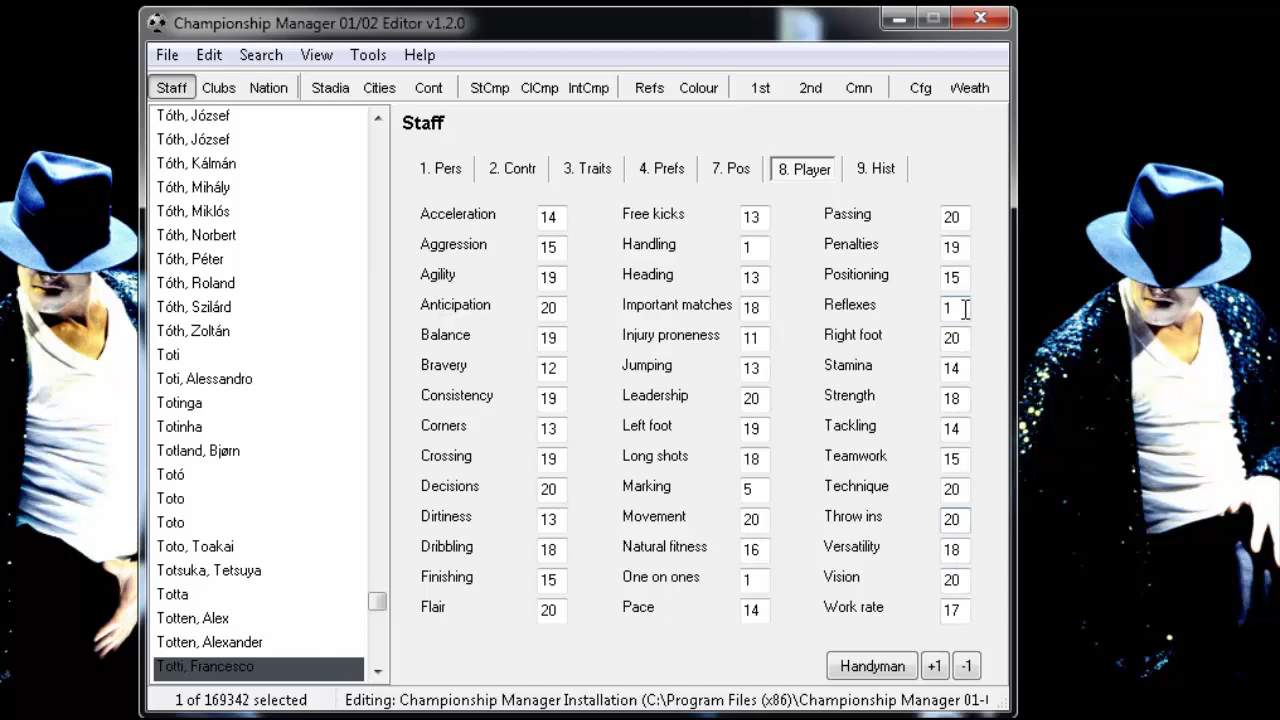 Championship Manager 01/02 Editor v1.2.0
File Edit Search View Tools Help
Staff Clubs Nation Stadia Cities Cont StCmp ClCmp IntCmp Refs Colour 1st 2nd Cmn Cfg Weath
Tóth, József
Tóth, József
Tóth, Kálmán
Tóth, Mihály
Tóth, Miklós
Tóth, Norbert
Tóth, Péter
Tóth, Roland
Tóth, Szilárd
Tóth, Zoltán
Toti
Toti, Alessandro
Totinga
Totinha
Totland, Bjørn
Totó
Toto
Toto
Toto, Toakai
Totsuka, Tetsuya
Totta
Totten, Alex
Totten, Alexander
Totti, Francesco
Staff
1. Pers 2. Contr 3. Traits 4. Prefs 7. Pos 8. Player 9. Hist
Acceleration 14 Free kicks 13 Passing 20
Aggression 15 Handling 1 Penalties 19
Agility 19 Heading 13 Positioning 15
Anticipation 20 Important matches 18 Reflexes 1
Balance 19 Injury proneness 11 Right foot 20
Bravery 12 Jumping 13 Stamina 14
Consistency 19 Leadership 20 Strength 18
Corners 13 Left foot 19 Tackling 14
Crossing 19 Long shots 18 Teamwork 15
Decisions 20 Marking 5 Technique 20
Dirtiness 13 Movement 20 Throw ins 20
Dribbling 18 Natural fitness 16 Versatility 18
Finishing 15 One on ones 1 Vision 20
Flair 20 Pace 14 Work rate 17
Handyman +1 -1
1 of 169342 selected Editing: Championship Manager Installation (C:\Program Files (x86)\Championship Manager 01-